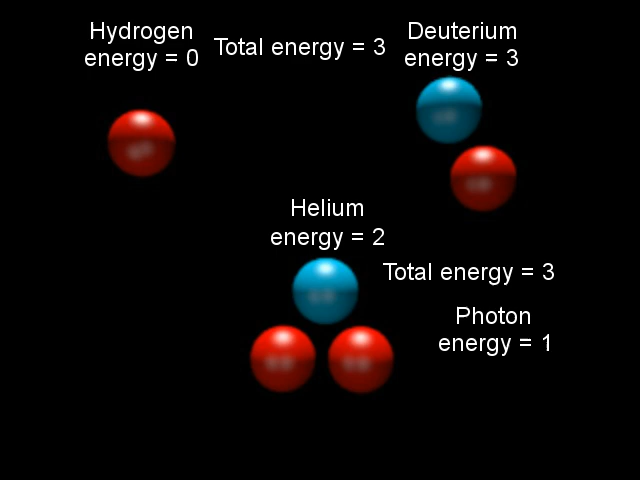 Hydrogen
energy = 0
Total energy = 3
Deuterium
energy = 3
Helium
energy = 2
Total energy = 3
Photon
energy = 1